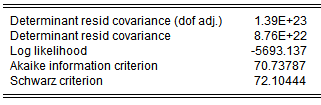 Determinant resid covariance (dof adj.) 1.39E+23
Determinant resid covariance 8.76E+22
Log likelihood -5693.137
Akaike information criterion 70.73787
Schwarz criterion 72.10444